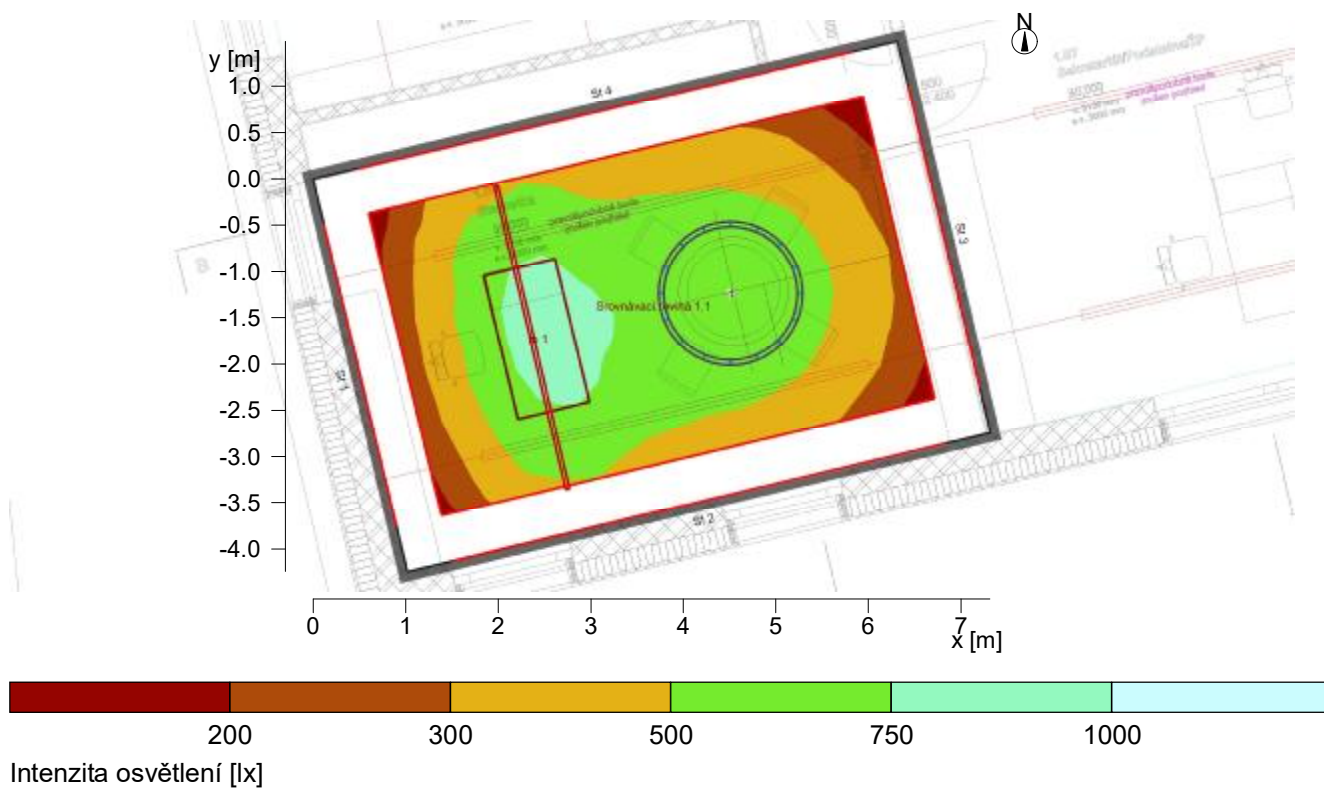 N
y [m]
1.0
0.5
0.0
-0.5
-1.0
-1.5
-2.0
-2.5
-3.0
-3.5
-4.0
St 4
St 3
Srovnávací rovina 1.1
1
St 1
St 2
B
0 1 2 3 4 5 6 7
x [m]
200 300 500 750 1000
Intenzita osvětlení [lx]